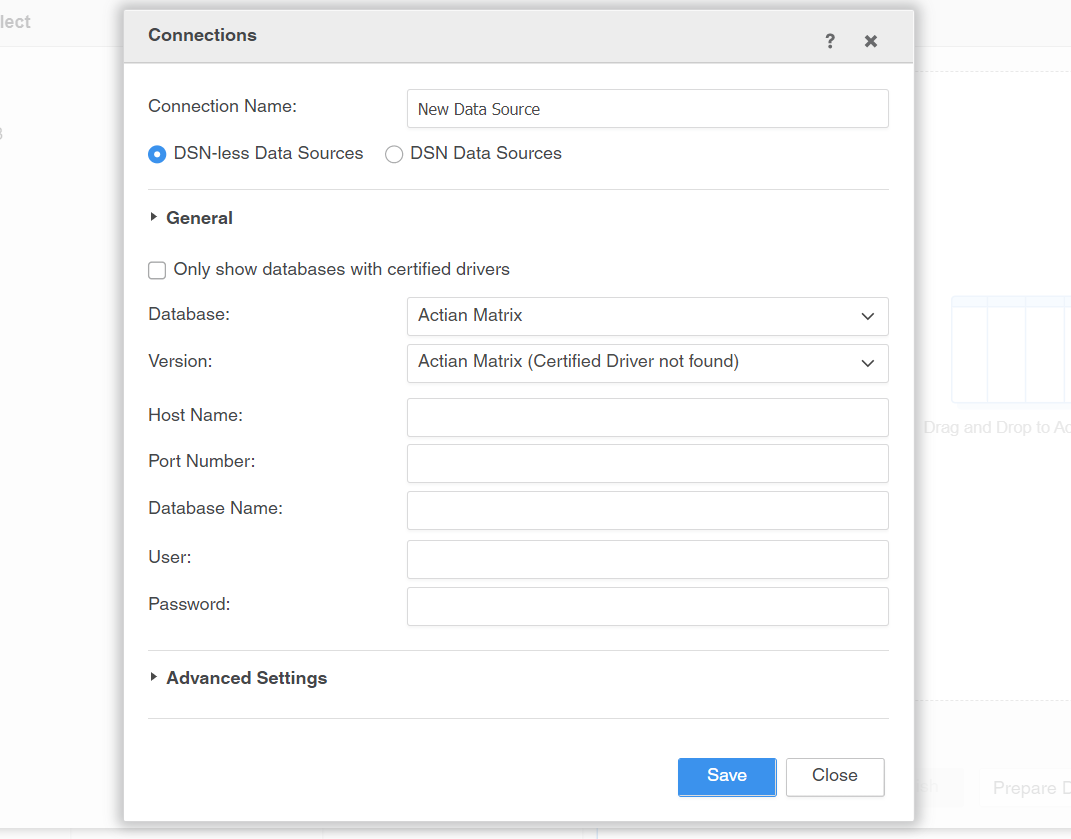 Connections
?
Connection Name:
New Data Source
DSN-less Data Sources
DSN Data Sources
General
Only show databases with certified drivers
Database:
Actian Matrix
Version:
Actian Matrix (Certified Driver not found)
Host Name:
Port Number:
Database Name:
User:
Password:
Advanced Settings
Save
Close
lect
Drag and Drop to Ad
Prepare D